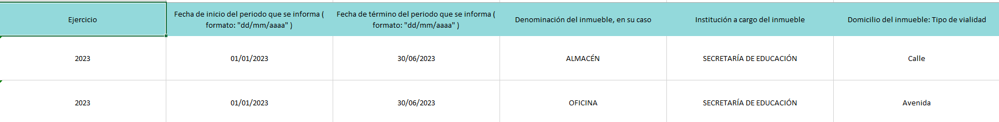 Ejercicio
Fecha de inicio del periodo que se informa (
formato: "dd/mm/aaaa" )
Fecha de término del periodo que se informa (
formato: "dd/mm/aaaa" )
Denominación del inmueble, en su caso
Institución a cargo del inmueble
Domicilio del inmueble: Tipo de vialidad
2023
01/01/2023
30/06/2023
ALMACÉN
SECRETARÍA DE EDUCACIÓN
Calle
2023
01/01/2023
30/06/2023
OFICINA
SECRETARÍA DE EDUCACIÓN
Avenida